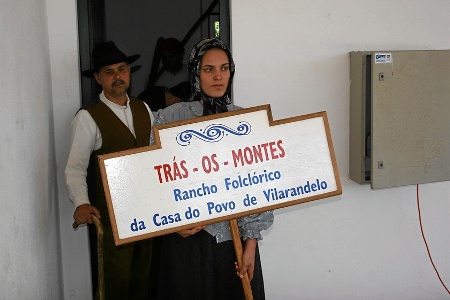 TRÁS - OS - MONTES
Rancho Folclórico
da Casa do Povo de Vilarandelo